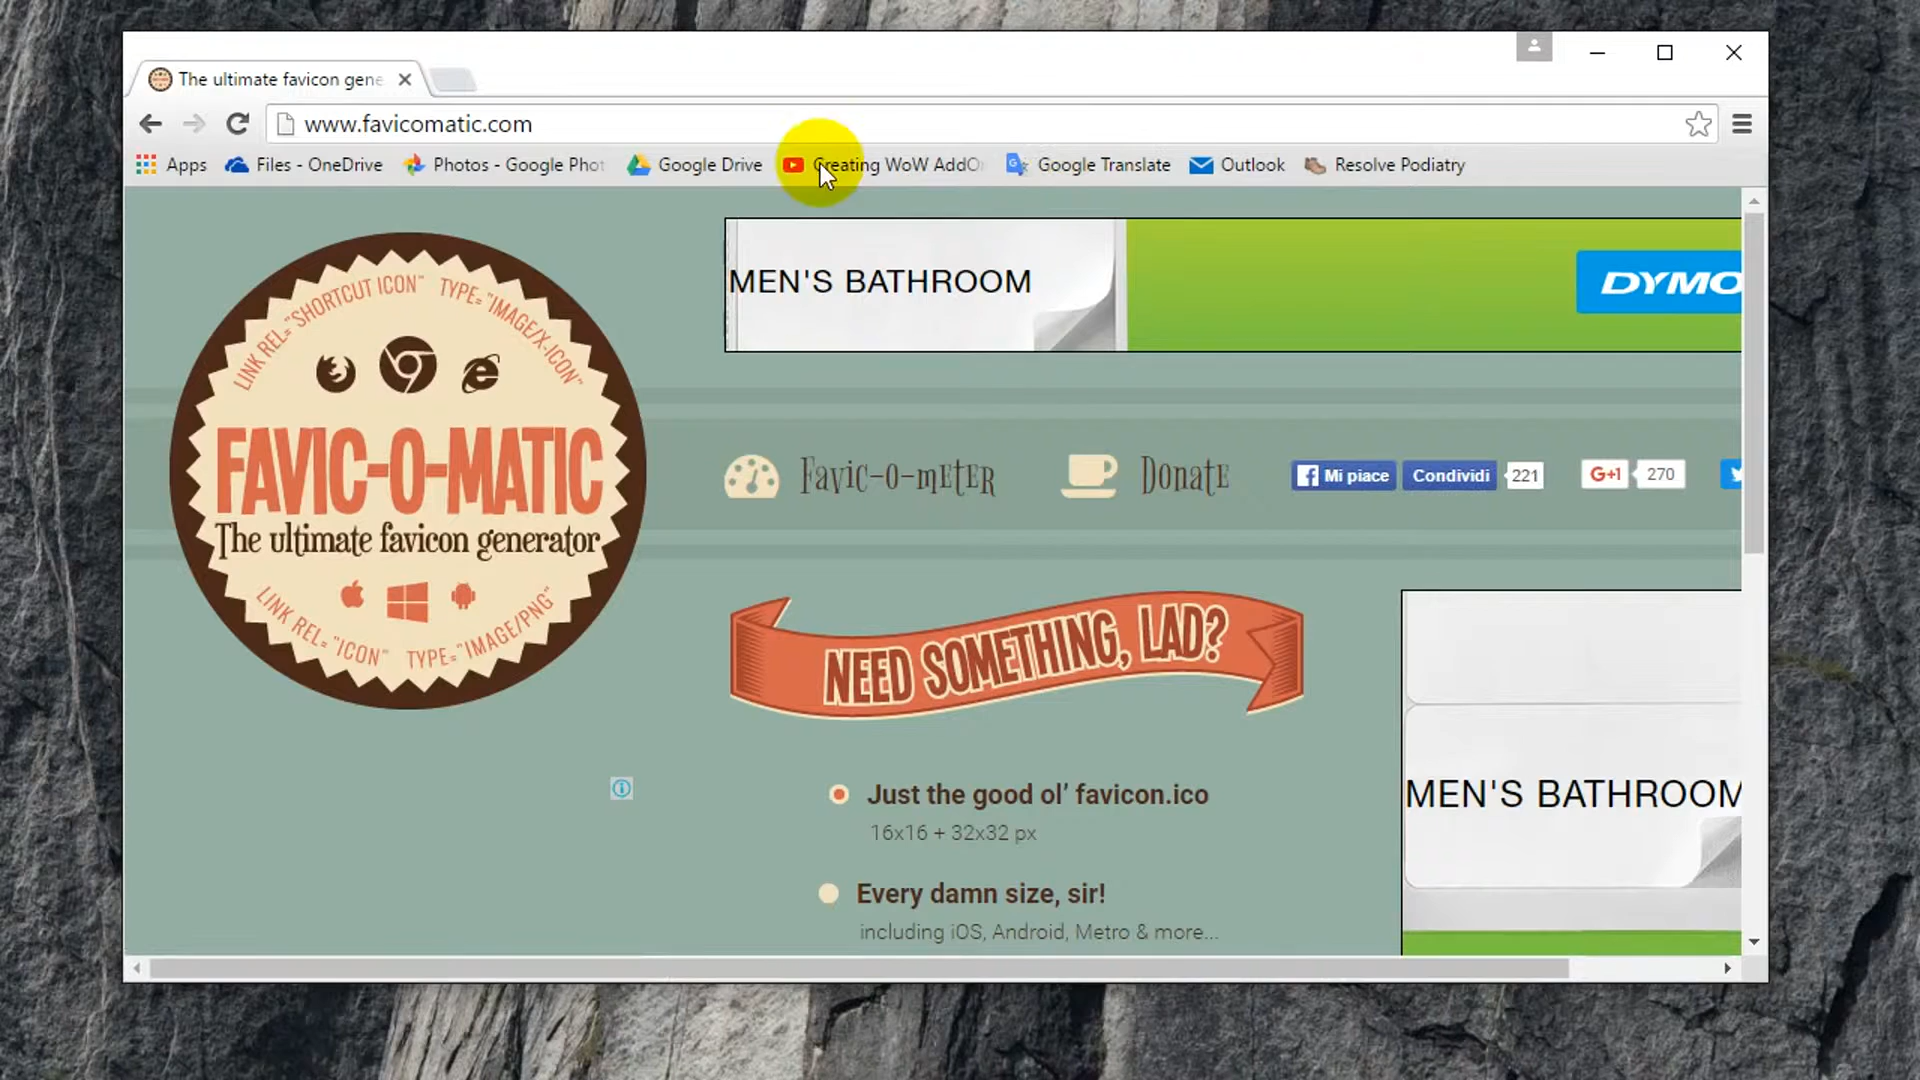 The ultimate favicon gene
www.favicomatic.com
Apps Files - OneDrive Photos - Google Phot Google Drive Creating WoW AddO Google Translate Outlook Resolve Podiatry
LINK REL="SHORTCUT ICON" TYPE="IMAGE/X-ICON"
FAVIC-O-MATIC
The ultimate favicon generator
LINK REL="ICON" TYPE="IMAGE/PNG"
MEN'S BATHROOM
DYMO
Favic-o-meter Donate Mi piace Condividi 221 G+1 270
NEED SOMETHING, LAD?
Just the good ol' favicon.ico
16x16 + 32x32 px
Every damn size, sir!
including iOS, Android, Metro & more...
MEN'S BATHROOM